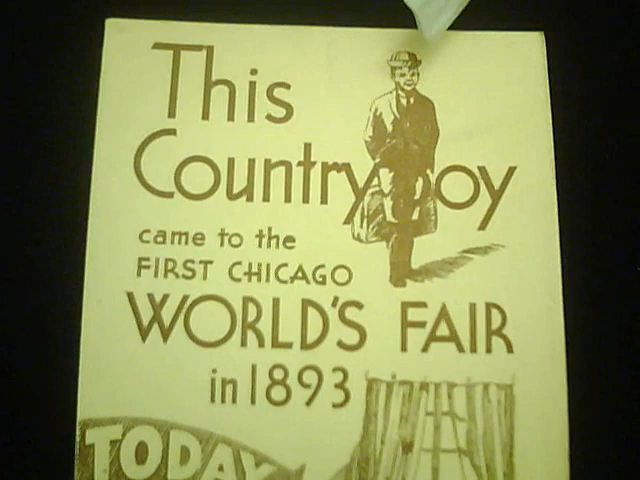 This
Country Boy
came to the
FIRST CHICAGO
WORLD'S FAIR
in 1893
TODAY